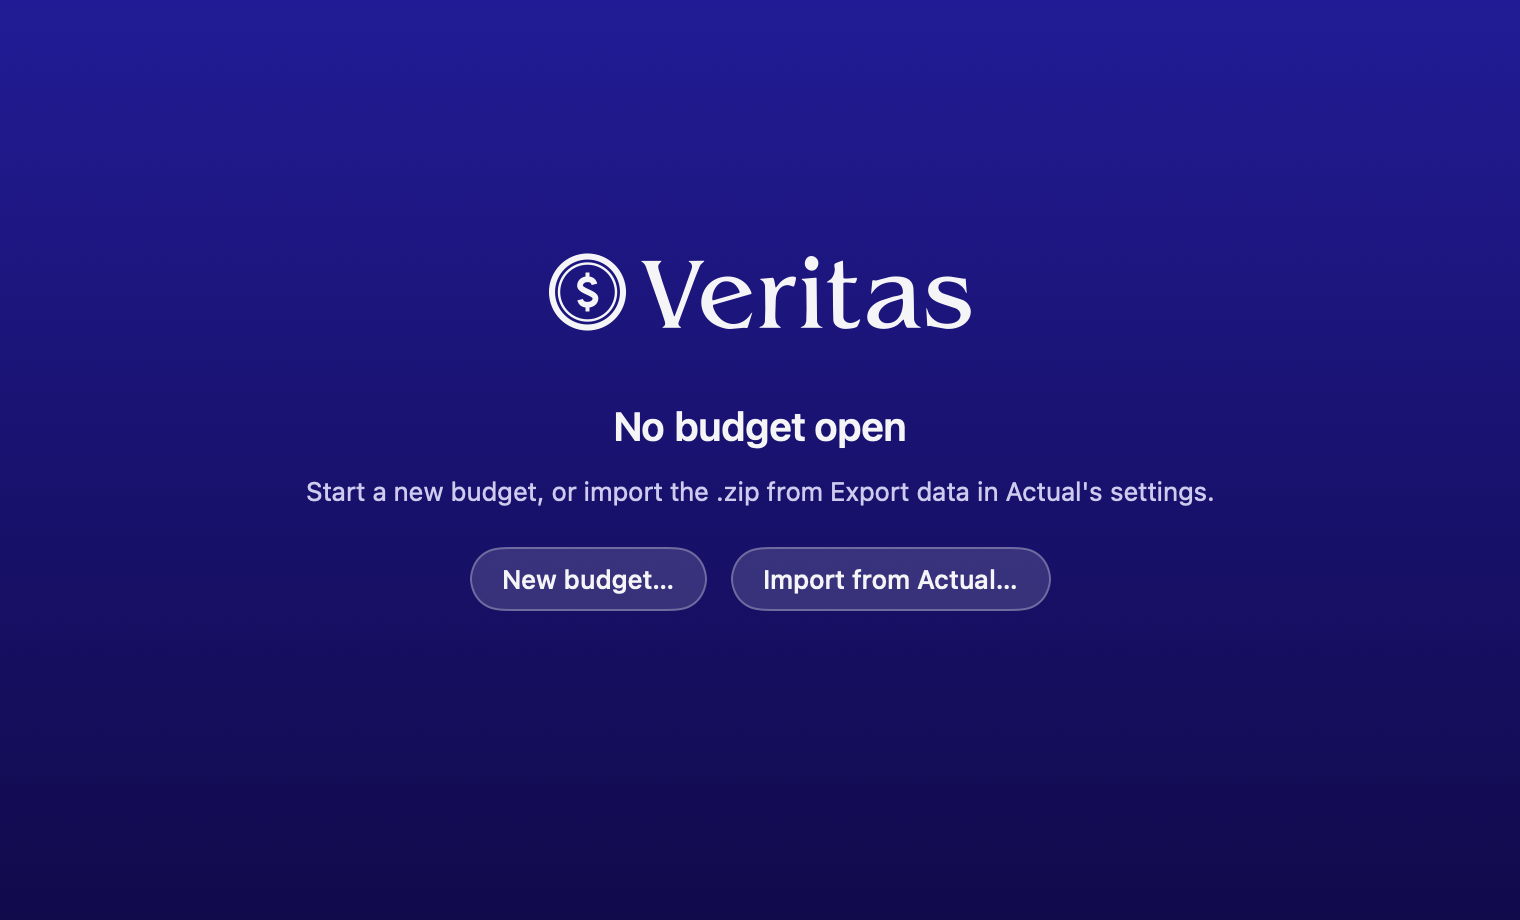 $ Veritas
No budget open
Start a new budget, or import the .zip from Export data in Actual's settings.
New budget...
Import from Actual...